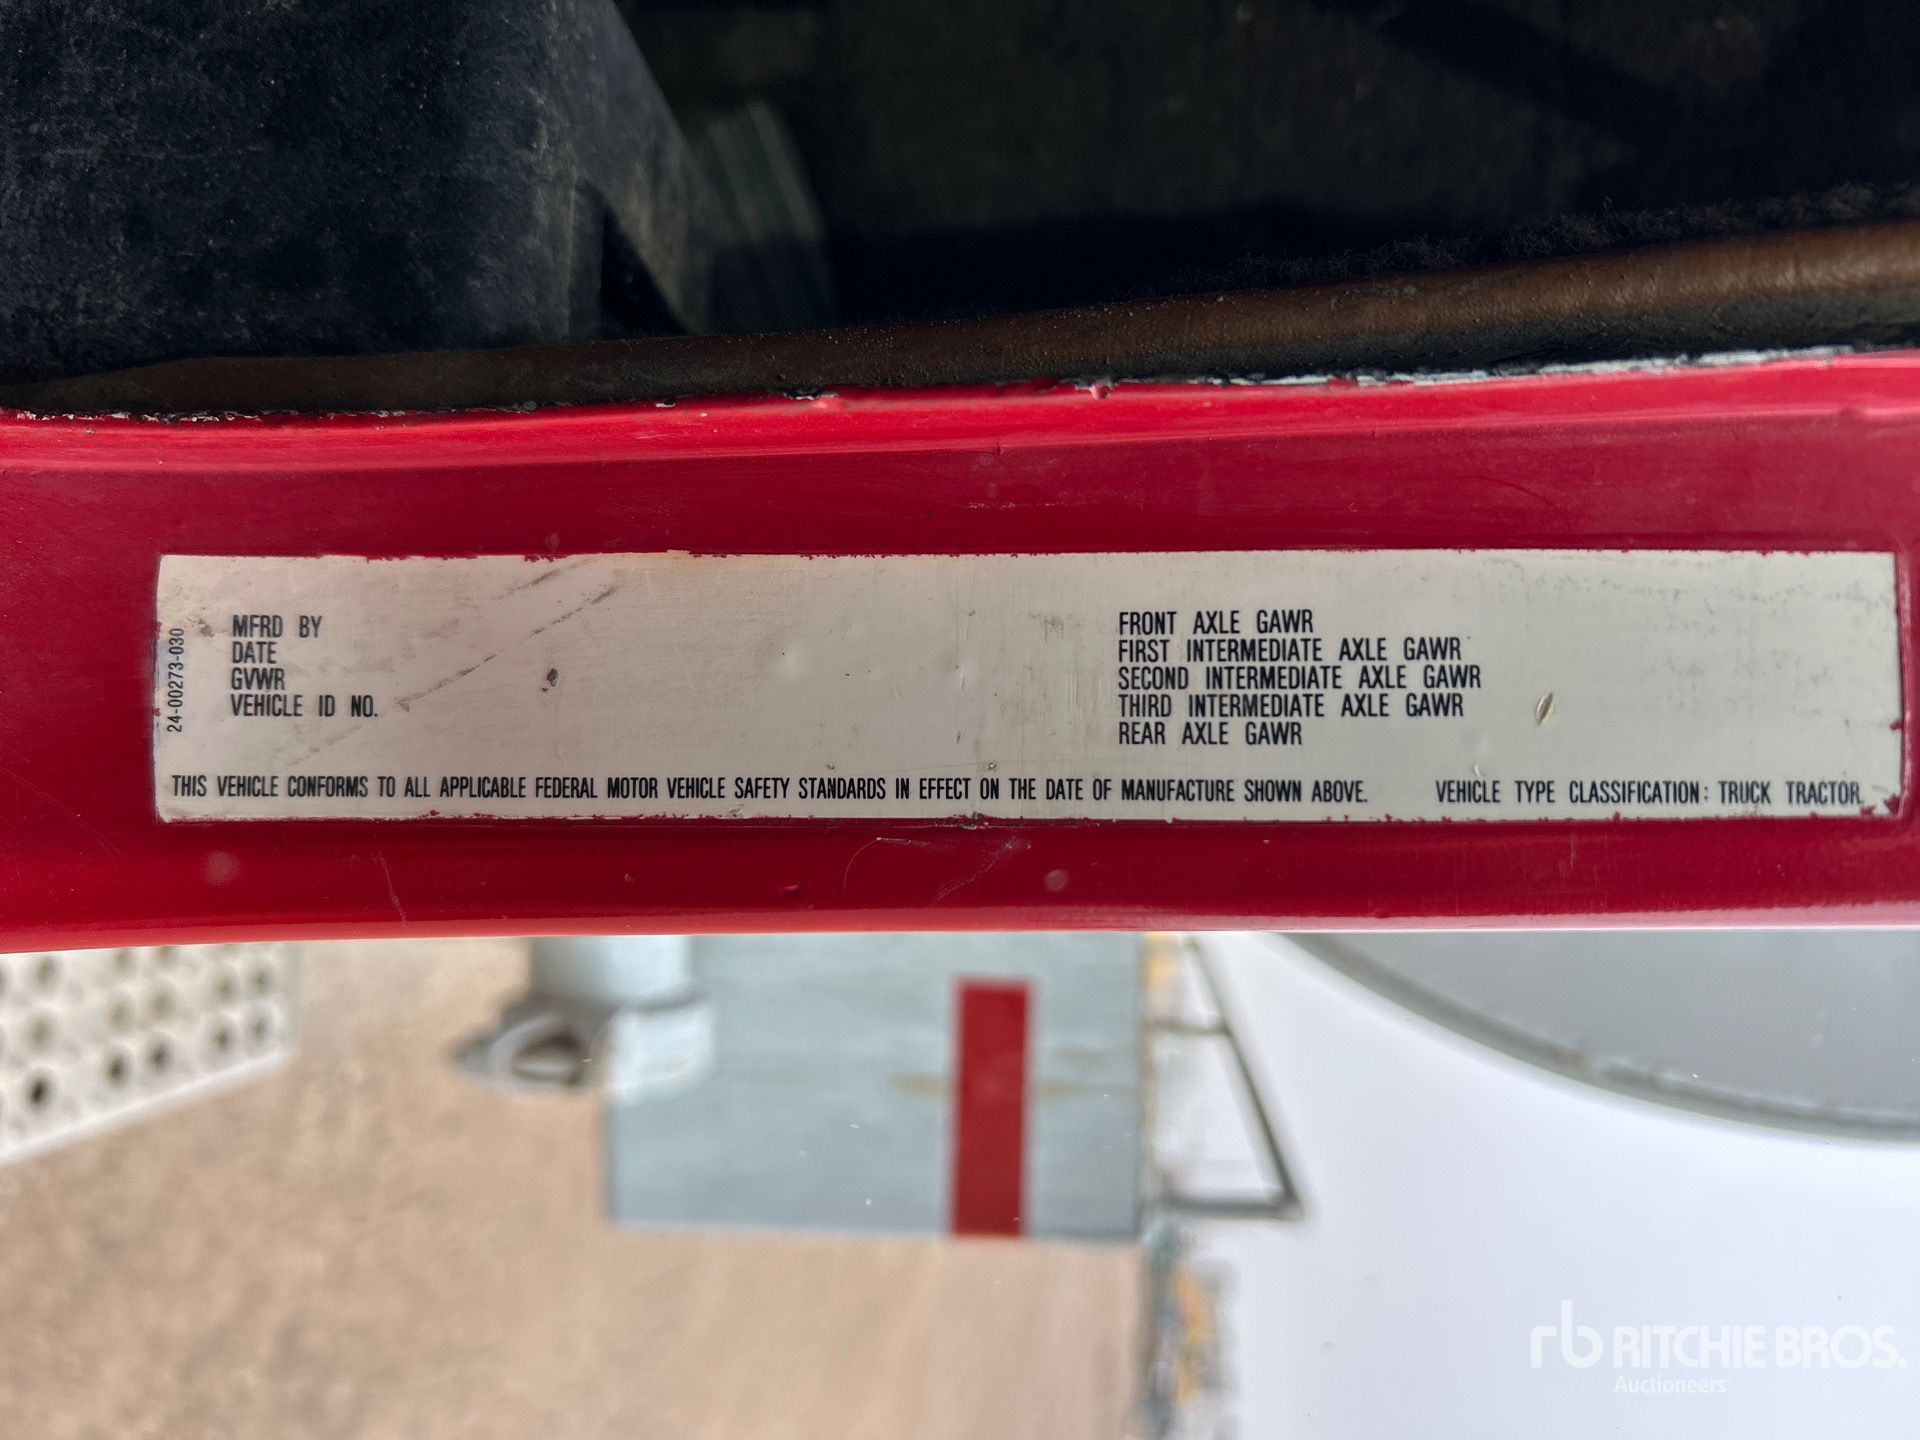 24-00273-030
MFRD BY
DATE
GVWR
VEHICLE ID NO.
FRONT AXLE GAWR
FIRST INTERMEDIATE AXLE GAWR
SECOND INTERMEDIATE AXLE GAWR
THIRD INTERMEDIATE AXLE GAWR
REAR AXLE GAWR
THIS VEHICLE CONFORMS TO ALL APPLICABLE FEDERAL MOTOR VEHICLE SAFETY STANDARDS IN EFFECT ON THE DATE OF MANUFACTURE SHOWN ABOVE. VEHICLE TYPE CLASSIFICATION: TRUCK TRACTOR.
rb RITCHIE BROS.
Auctioneers